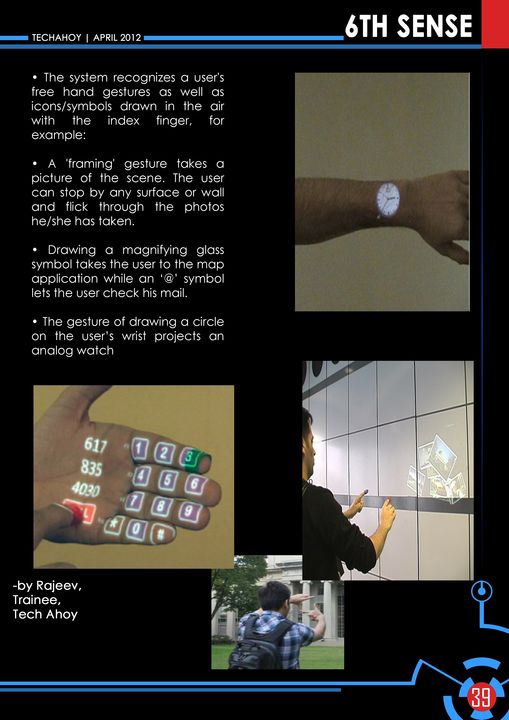 TECHAHOY | APRIL 2012
6TH SENSE
• The system recognizes a user's
free hand gestures as well as
icons/symbols drawn in the air
with the index finger, for
example:
• A 'framing' gesture takes a
picture of the scene. The user
can stop by any surface or wall
and flick through the photos
he/she has taken.
• Drawing a magnifying glass
symbol takes the user to the map
application while an ‘@’ symbol
lets the user check his mail.
• The gesture of drawing a circle
on the user’s wrist projects an
analog watch
617
835
4030
1 2 3
4 5 6
7 8 9
* 0 #
-by Rajeev,
Trainee,
Tech Ahoy
39